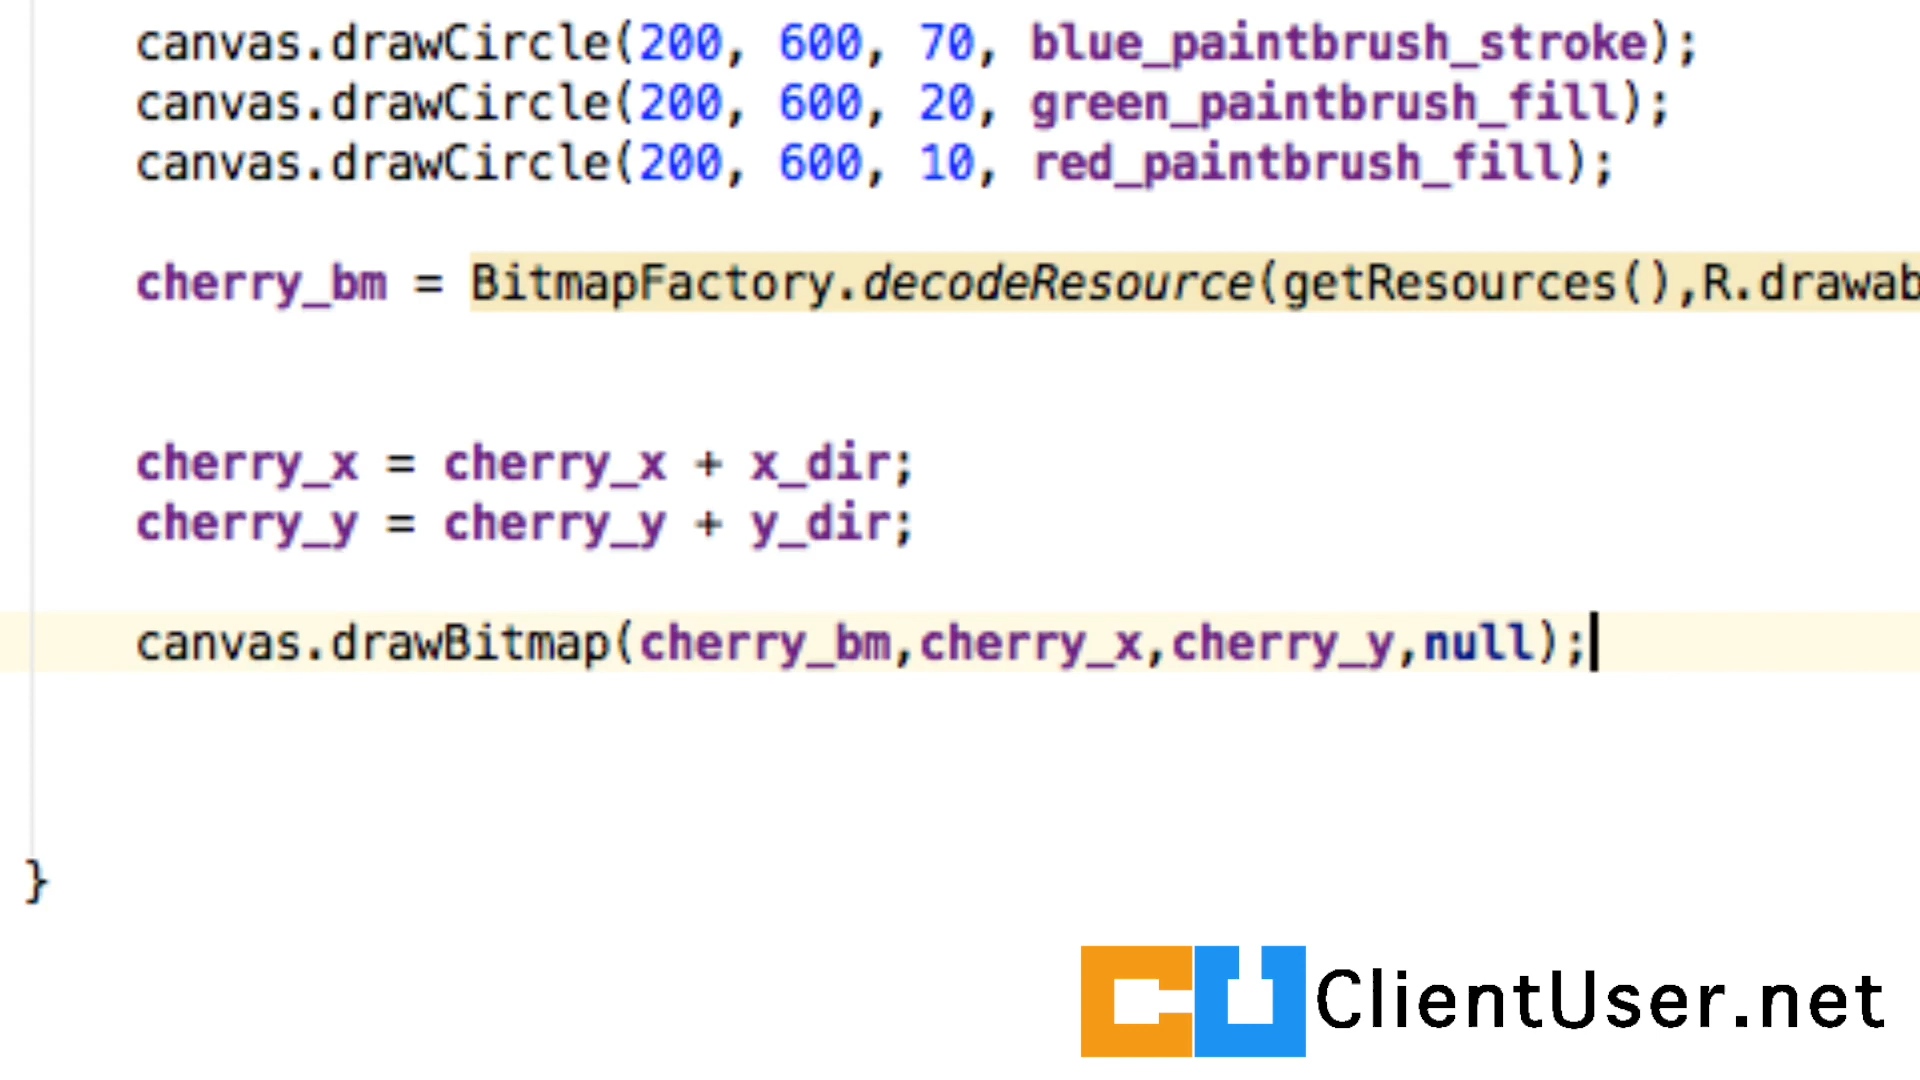 canvas.drawCircle(200, 600, 70, blue_paintbrush_stroke);
canvas.drawCircle(200, 600, 20, green_paintbrush_fill);
canvas.drawCircle(200, 600, 10, red_paintbrush_fill);
cherry_bm = BitmapFactory.decodeResource(getResources(),R.drawab
cherry_x = cherry_x + x_dir;
cherry_y = cherry_y + y_dir;
canvas.drawBitmap(cherry_bm,cherry_x,cherry_y,null);
}
CU ClientUser.net